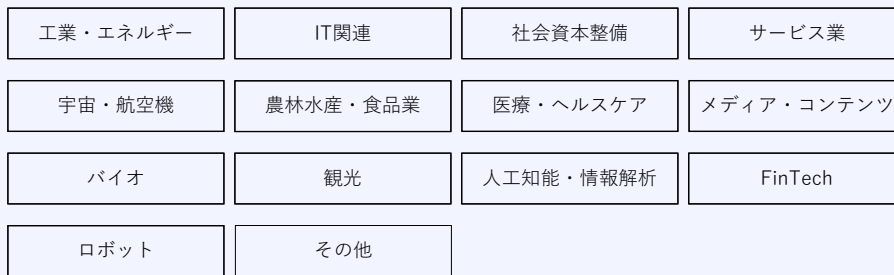 工業・エネルギー
IT関連
社会資本整備
サービス業
宇宙・航空機
農林水産・食品業
医療・ヘルスケア
メディア・コンテンツ
バイオ
観光
人工知能・情報解析
FinTech
ロボット
その他